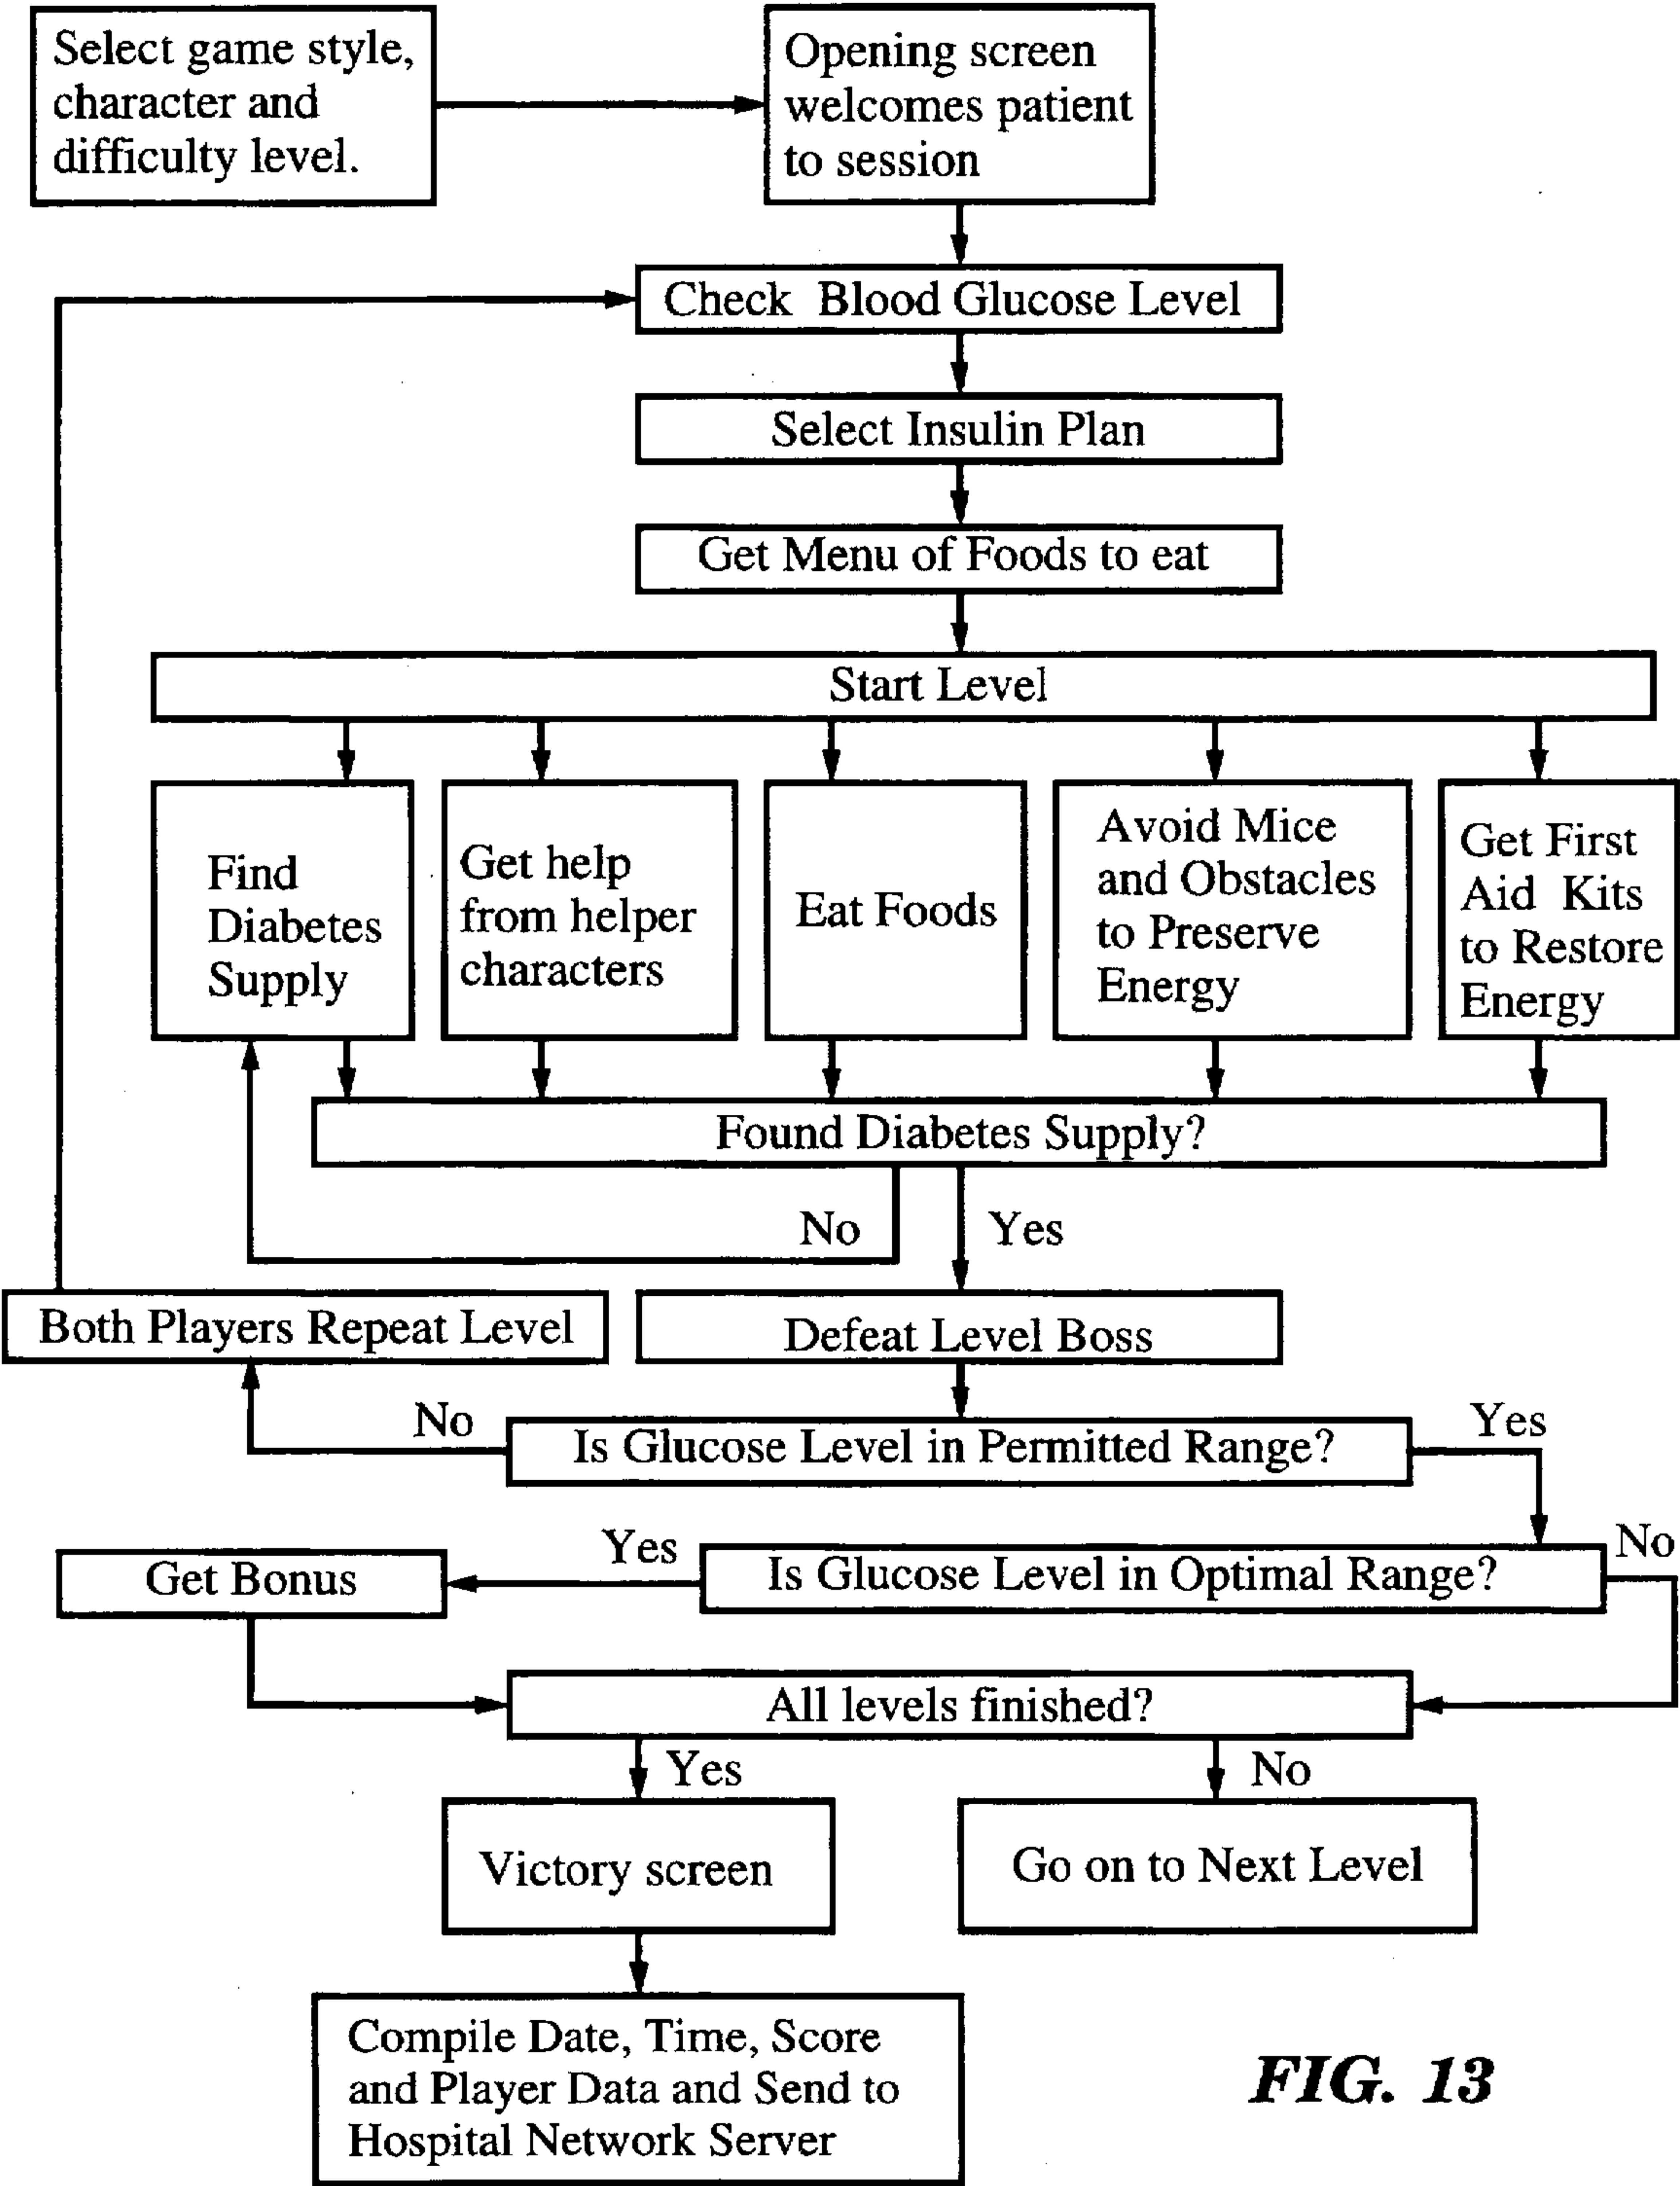 Select game style,
character and
difficulty level.
Opening screen
welcomes patient
to session
Check Blood Glucose Level
Select Insulin Plan
Get Menu of Foods to eat
Start Level
Find
Diabetes
Supply
Get help
from helper
characters
Eat Foods
Avoid Mice
and Obstacles
to Preserve
Energy
Get First
Aid Kits
to Restore
Energy
Found Diabetes Supply?
No
Yes
Both Players Repeat Level
Defeat Level Boss
No
Is Glucose Level in Permitted Range?
Yes
Get Bonus
Yes
Is Glucose Level in Optimal Range?
No
All levels finished?
Yes
No
Victory screen
Go on to Next Level
Compile Date, Time, Score
and Player Data and Send to
Hospital Network Server
FIG. 13